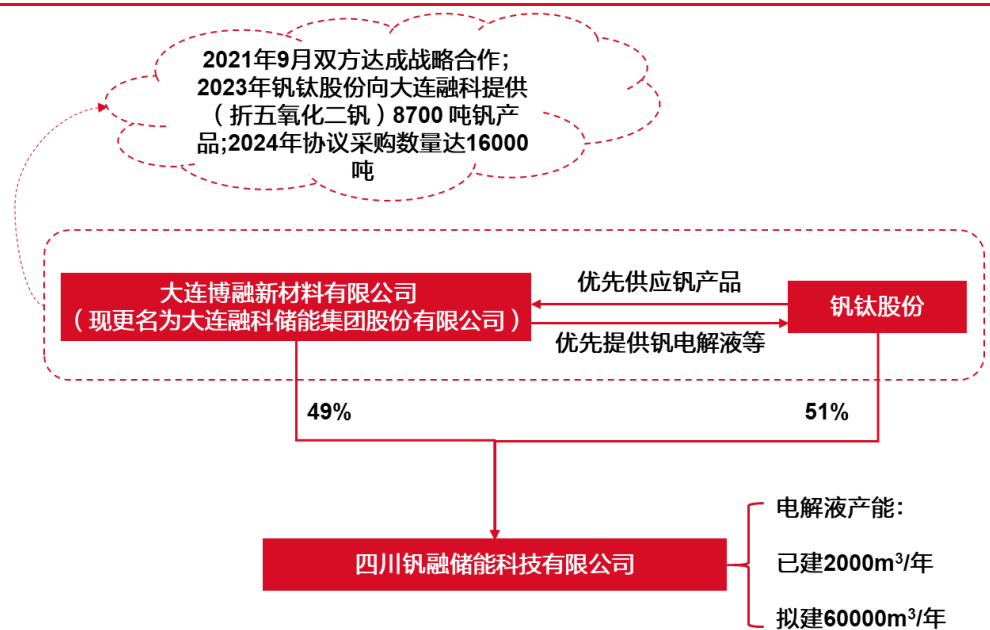 2021年9月双方达成战略合作；
2023年钒钛股份向大连融科提供
（折五氧化二钒）8700 吨钒产
品;2024年协议采购数量达16000
吨
大连博融新材料有限公司
（现更名为大连融科储能集团股份有限公司）
优先供应钒产品
优先提供钒电解液等
钒钛股份
49%
51%
四川钒融储能科技有限公司
电解液产能：
已建2000m³/年
拟建60000m³/年